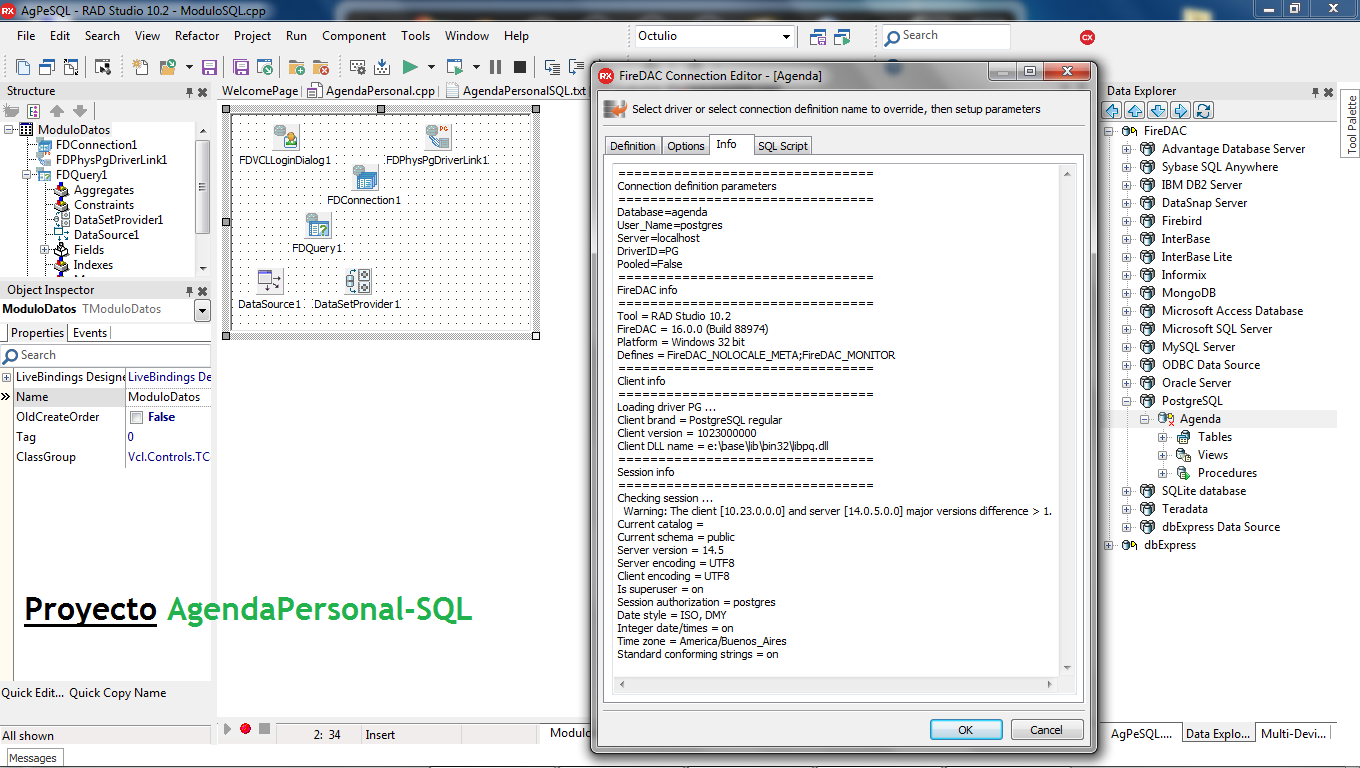 AgPeSQL - RAD Studio 10.2 - ModuloSQL.cpp
File Edit Search View Refactor Project Run Component Tools Window Help
Octulio
Search
Structure
ModuloDatos
FDConnection1
FDPhysPgDriverLink1
FDQuery1
Aggregates
Constraints
DataSetProvider1
DataSource1
Fields
Indexes
Object Inspector
ModuloDatos TModuloDatos
Properties Events
Search
LiveBindings Designe LiveBindings De
Name ModuloDatos
OldCreateOrder False
Tag 0
ClassGroup Vcl.Controls.TC
Quick Edit... Quick Copy Name
All shown
Messages
WelcomePage AgendaPersonal.cpp AgendaPersonalSQL.txt
FDVCLLoginDialog1 FDPhysPgDriverLink1
FDConnection1
FDQuery1
DataSource1 DataSetProvider1
Proyecto AgendaPersonal-SQL
2: 34 Insert
Modulo
FireDAC Connection Editor - [Agenda]
Select driver or select connection definition name to override, then setup parameters
Definition Options Info SQL Script
================================
Connection definition parameters
================================
Database=agenda
User_Name=postgres
Server=localhost
DriverID=PG
Pooled=False
================================
FireDAC info
================================
Tool = RAD Studio 10.2
FireDAC = 16.0.0 (Build 88974)
Platform = Windows 32 bit
Defines = FireDAC_NOLOCALE_META;FireDAC_MONITOR
================================
Client info
================================
Loading driver PG ...
Client brand = PostgreSQL regular
Client version = 1023000000
Client DLL name = e:\base\lib\bin32\libpq.dll
================================
Session info
================================
Checking session ...
Warning: The client [10.23.0.0.0] and server [14.0.5.0.0] major versions difference > 1.
Current catalog =
Current schema = public
Server version = 14.5
Server encoding = UTF8
Client encoding = UTF8
Is superuser = on
Session authorization = postgres
Date style = ISO, DMY
Integer date/times = on
Time zone = America/Buenos_Aires
Standard conforming strings = on
OK Cancel
Data Explorer
FireDAC
Advantage Database Server
Sybase SQL Anywhere
IBM DB2 Server
DataSnap Server
Firebird
InterBase
InterBase Lite
Informix
MongoDB
Microsoft Access Database
Microsoft SQL Server
MySQL Server
ODBC Data Source
Oracle Server
PostgreSQL
Agenda
Tables
Views
Procedures
SQLite database
Teradata
dbExpress Data Source
dbExpress
AgPeSQL.... Data Explo... Multi-Devi...
Tool Palette